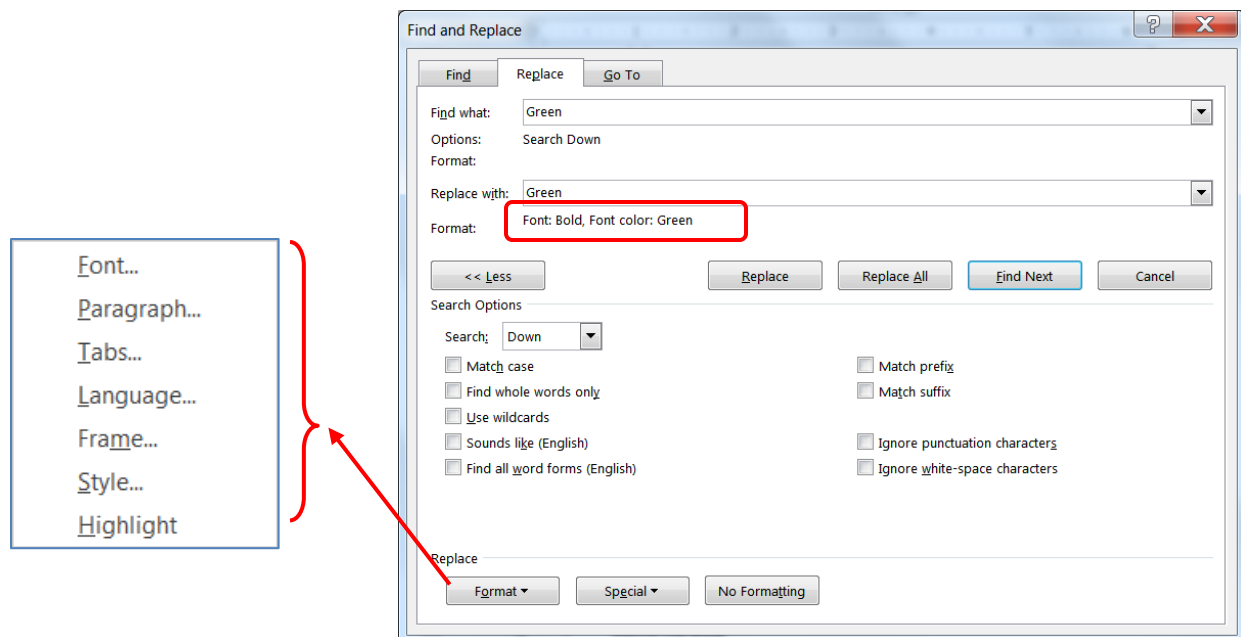 Find and Replace
Find Replace Go To
Find what: Green
Options: Search Down
Format:
Replace with: Green
Format: Font: Bold, Font color: Green
<< Less Replace Replace All Find Next Cancel
Search Options
Search: Down
Match case
Find whole words only
Use wildcards
Sounds like (English)
Find all word forms (English)
Match prefix
Match suffix
Ignore punctuation characters
Ignore white-space characters
Replace
Format Special No Formatting
Font...
Paragraph...
Tabs...
Language...
Frame...
Style...
Highlight